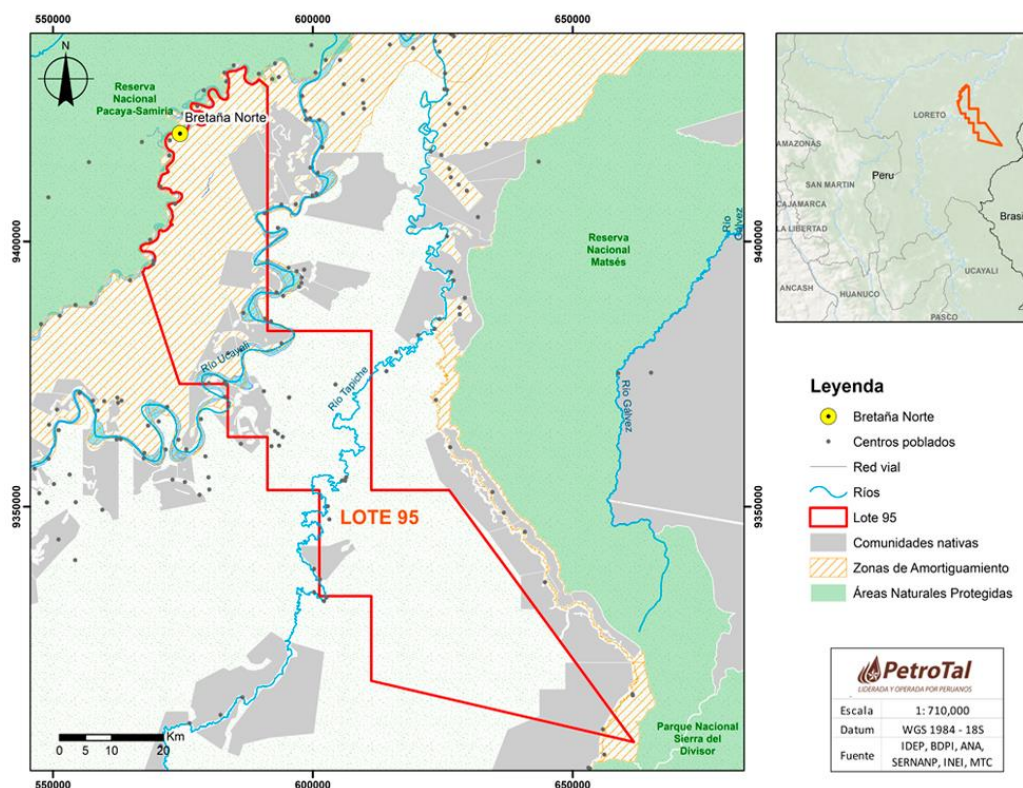 550000
600000
650000
N
Reserva
Nacional
Pacaya-Samiria
Bretaña Norte
9400000
9400000
Reserva
Nacional
Matsés
Río
Gálvez
Río Ucayali
Río Tapiche
Río Gálvez
9350000
9350000
LOTE 95
Parque Nacional
Sierra del
Divisor
Km
0 5 10 20
550000
600000
650000
LORETO
AMAZONAS
SAN MARTIN
Peru
CAJAMARCA
LA LIBERTAD
Brasi
ANCASH
HUANUCO
UCAYALI
PASCO
Leyenda
Bretaña Norte
Centros poblados
Red vial
Ríos
Lote 95
Comunidades nativas
Zonas de Amortiguamiento
Áreas Naturales Protegidas
PetroTal
LIDERADA Y OPERADA POR PERUANOS
Escala 1: 710,000
Datum WGS 1984 - 18S
Fuente IDEP, BDPI, ANA,
SERNANP, INEI, MTC